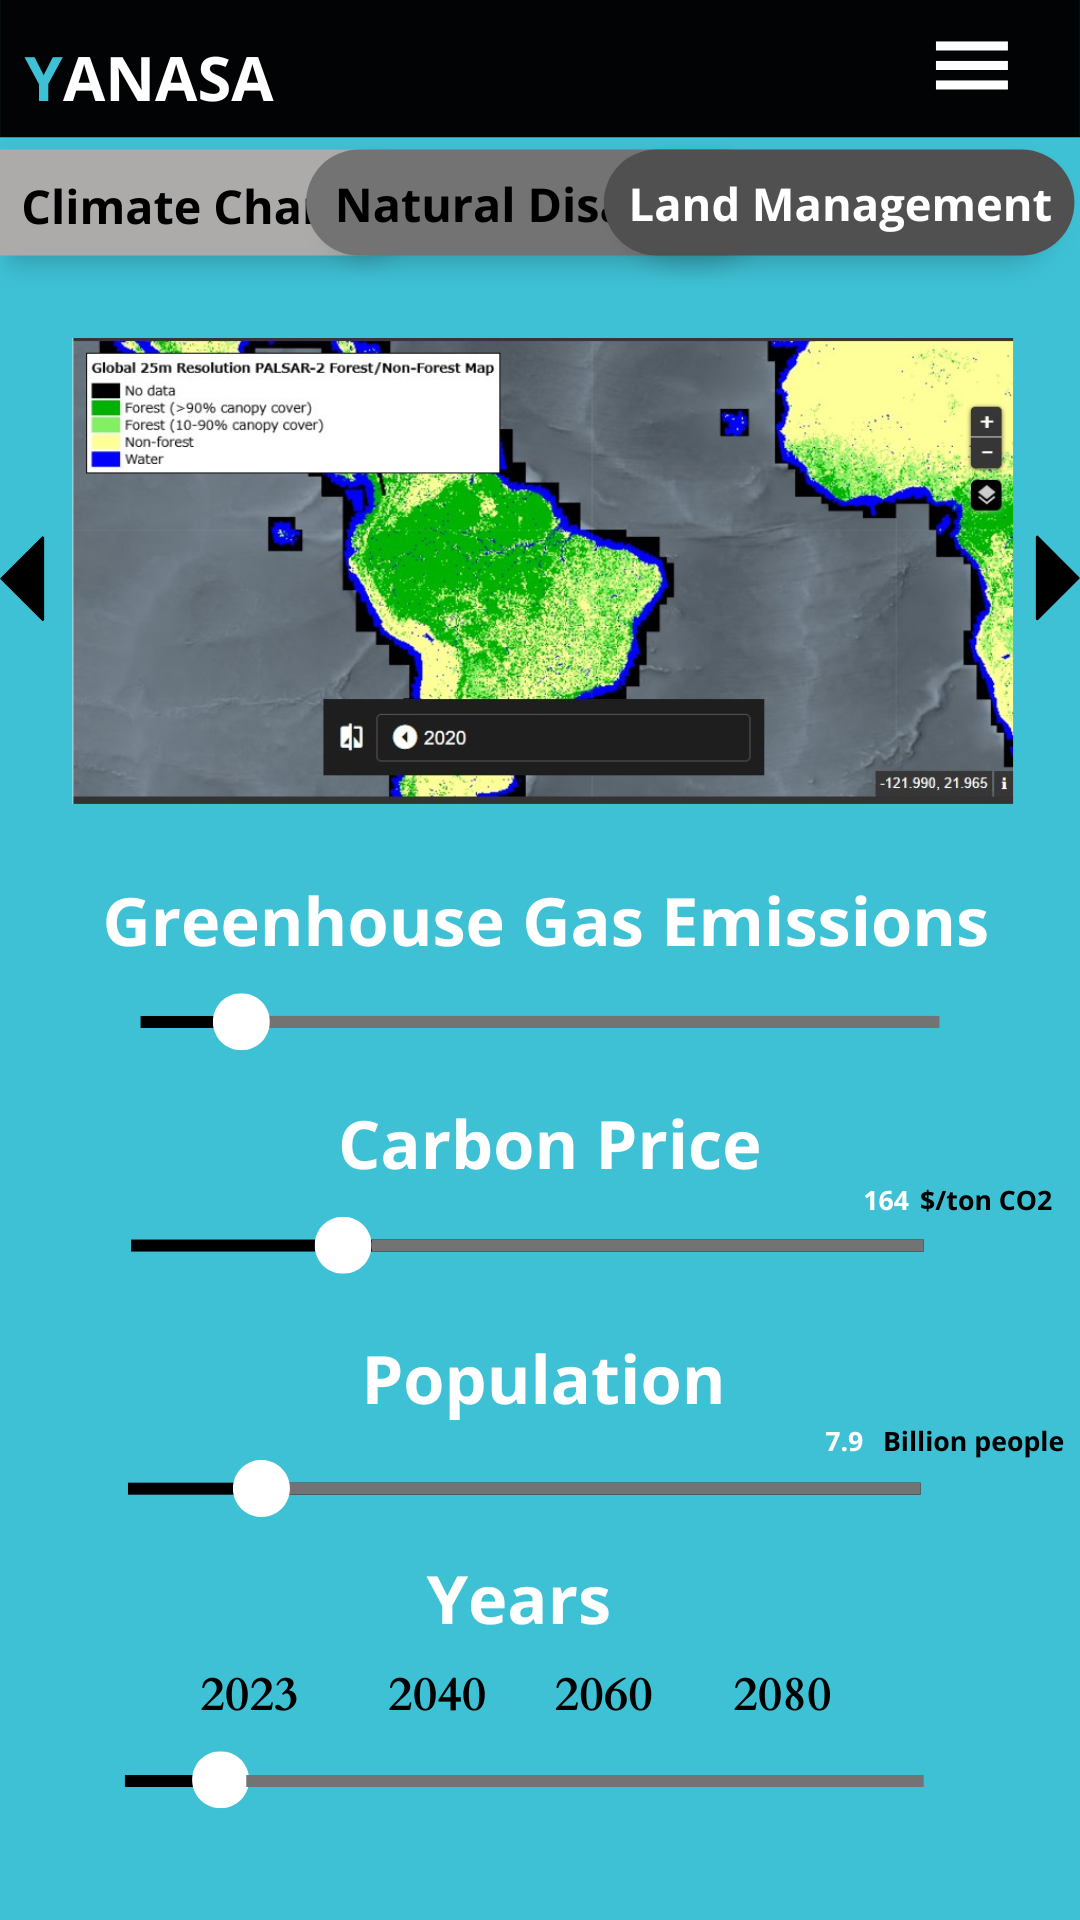 YANASA
Climate Cha
Natural Dis
Land Management
Global 25m Resolution PALSAR-2 Forest/Non-Forest Map
No data
Forest (>90% canopy cover)
Forest (10-90% canopy cover)
Non-forest
Water
+
-
2020
-121.990, 21.965 i
Greenhouse Gas Emissions
Carbon Price
164 $/ton CO2
Population
7.9 Billion people
Years
2023 2040 2060 2080